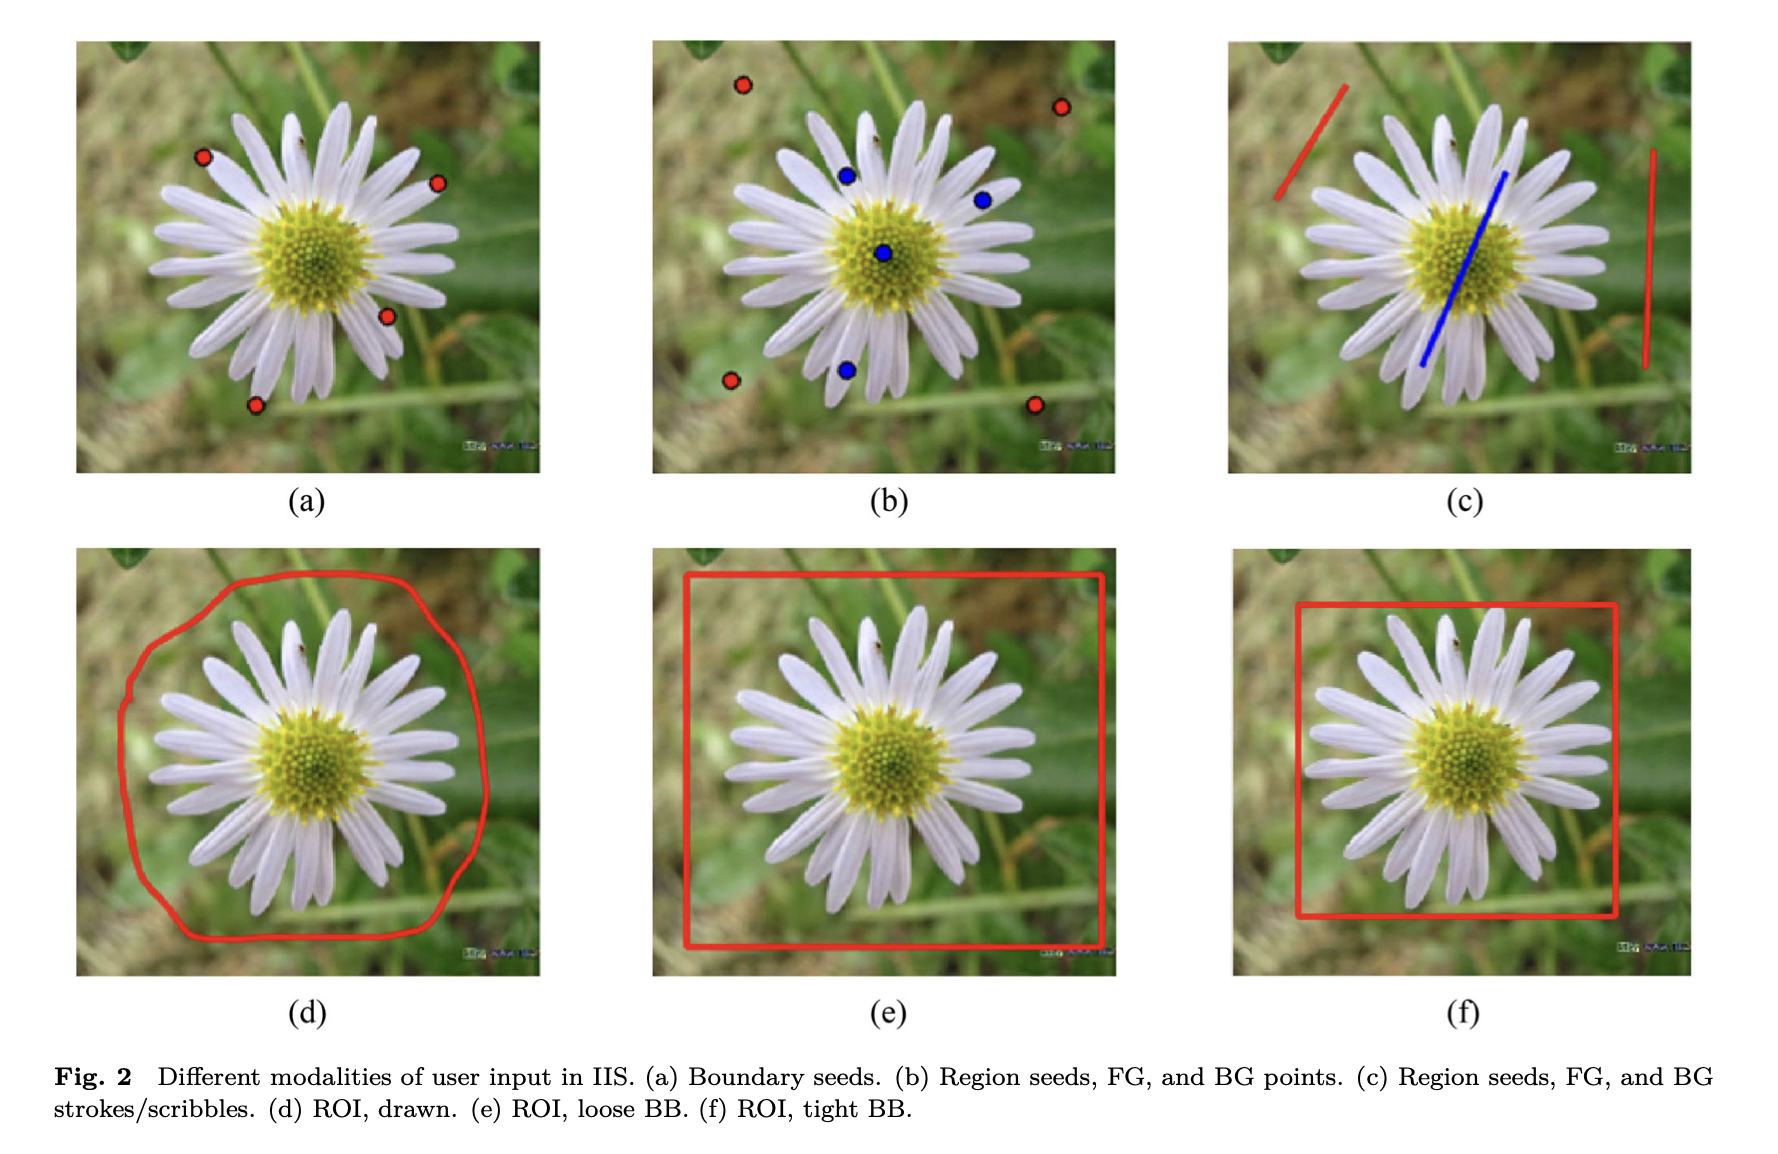 (a)
(b)
(c)
(d)
(e)
(f)
Fig. 2 Different modalities of user input in IIS. (a) Boundary seeds. (b) Region seeds, FG, and BG points. (c) Region seeds, FG, and BG
strokes/scribbles. (d) ROI, drawn. (e) ROI, loose BB. (f) ROI, tight BB.